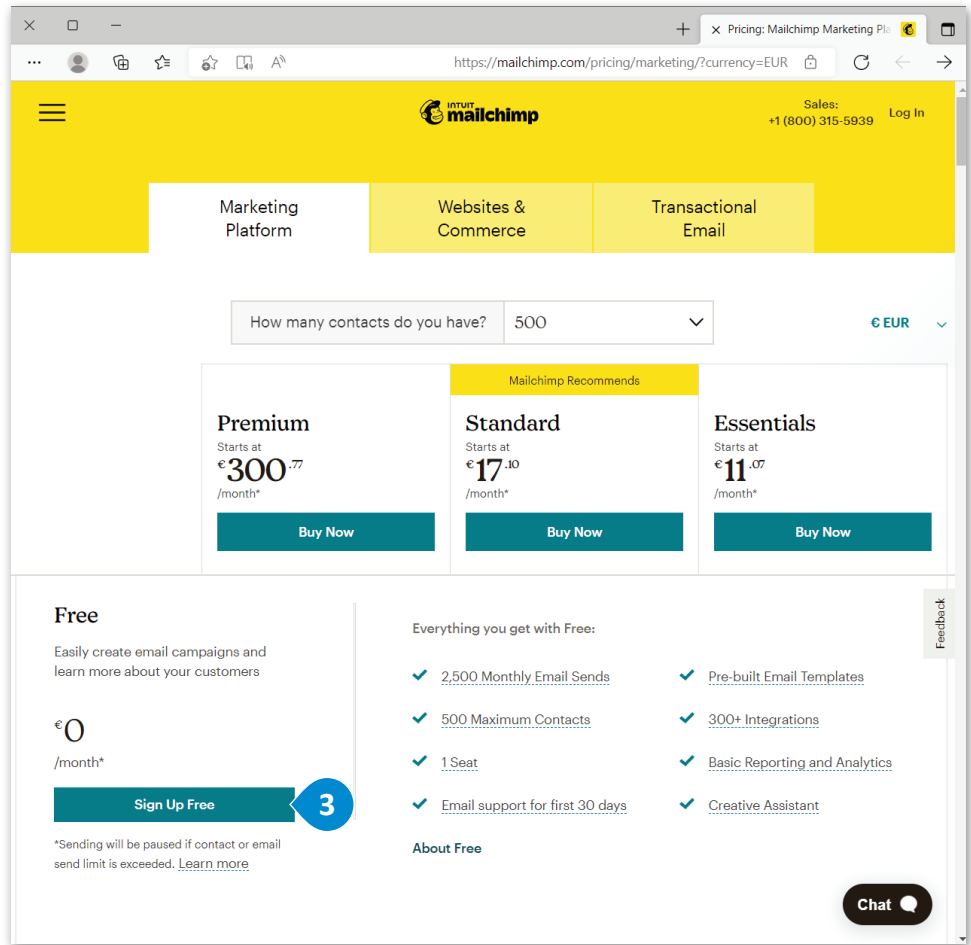 Pricing: Mailchimp Marketing Pla
https://mailchimp.com/pricing/marketing/?currency=EUR
INTUIT
mailchimp
Sales:
+1 (800) 315-5939
Log In
Marketing
Platform
Websites &
Commerce
Transactional
Email
How many contacts do you have?
500
€ EUR
Mailchimp Recommends
Premium
Starts at
€300.77
/month*
Buy Now
Standard
Starts at
€17.10
/month*
Buy Now
Essentials
Starts at
€11.07
/month*
Buy Now
Feedback
Free
Easily create email campaigns and
learn more about your customers
€0
/month*
Sign Up Free
3
*Sending will be paused if contact or email
send limit is exceeded. Learn more
Everything you get with Free:
2,500 Monthly Email Sends
500 Maximum Contacts
1 Seat
Email support for first 30 days
Pre-built Email Templates
300+ Integrations
Basic Reporting and Analytics
Creative Assistant
About Free
Chat